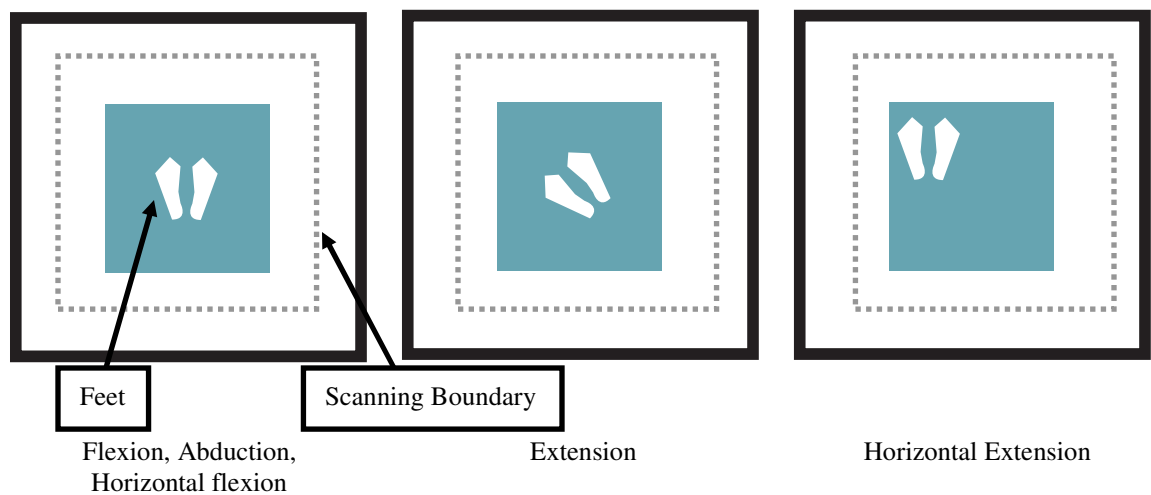 Feet
Scanning Boundary
Flexion, Abduction,
Horizontal flexion
Extension
Horizontal Extension